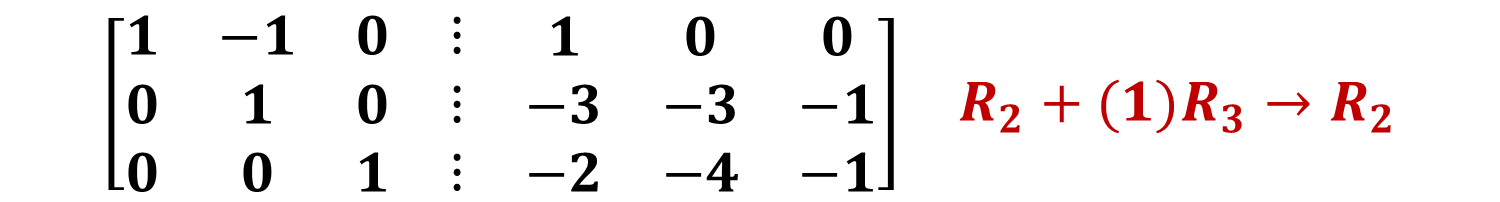 [1 −1 0 ⋮ 1 0 0
0 1 0 ⋮ −3 −3 −1 R₂ + (1)R₃ → R₂
0 0 1 ⋮ −2 −4 −1]